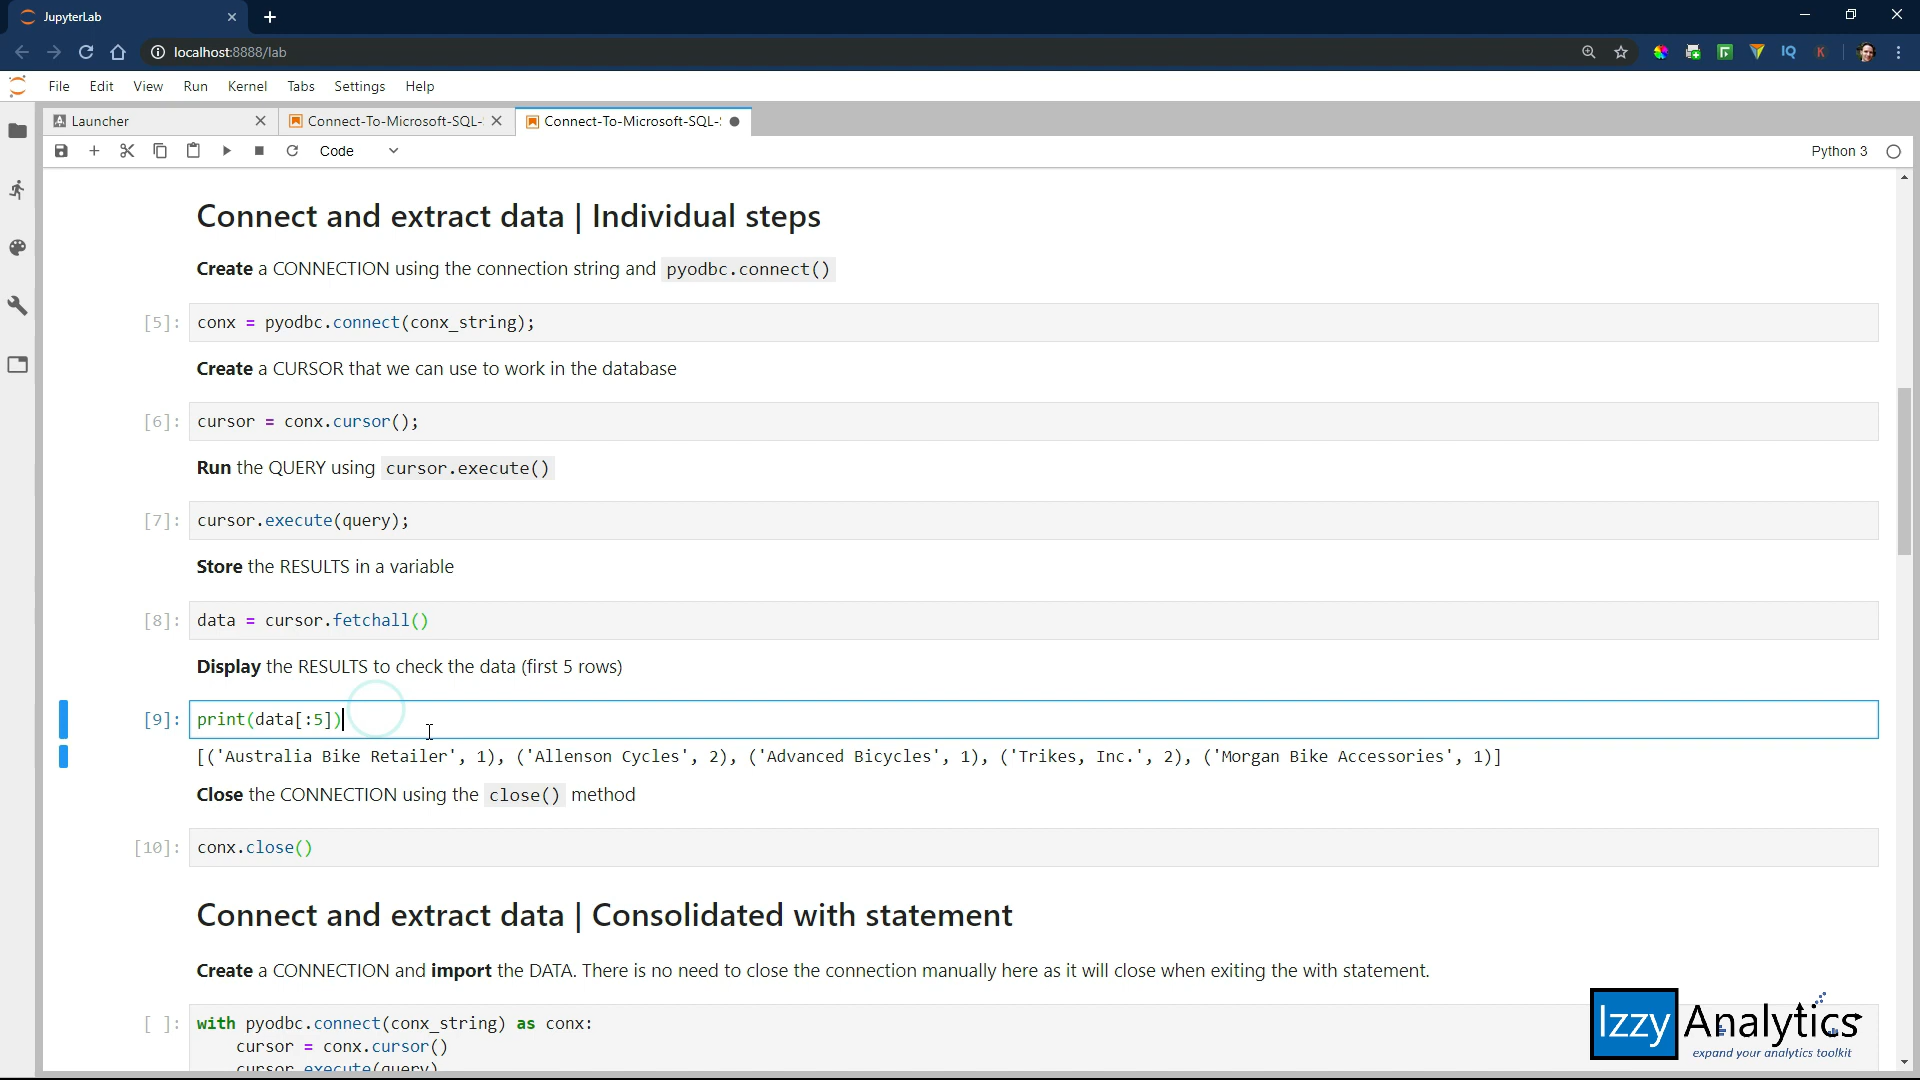 JupyterLab
localhost:8888/lab
IQ
K
File Edit View Run Kernel Tabs Settings Help
Launcher
Connect-To-Microsoft-SQL-
Connect-To-Microsoft-SQL-
Code
Python 3
Connect and extract data | Individual steps
Create a CONNECTION using the connection string and pyodbc.connect()
[5]: conx = pyodbc.connect(conx_string);
Create a CURSOR that we can use to work in the database
[6]: cursor = conx.cursor();
Run the QUERY using cursor.execute()
[7]: cursor.execute(query);
Store the RESULTS in a variable
[8]: data = cursor.fetchall()
Display the RESULTS to check the data (first 5 rows)
[9]: print(data[:5])
[('Australia Bike Retailer', 1), ('Allenson Cycles', 2), ('Advanced Bicycles', 1), ('Trikes, Inc.', 2), ('Morgan Bike Accessories', 1)]
Close the CONNECTION using the close() method
[10]: conx.close()
Connect and extract data | Consolidated with statement
Create a CONNECTION and import the DATA. There is no need to close the connection manually here as it will close when exiting the with statement.
[ ]: with pyodbc.connect(conx_string) as conx:
cursor = conx.cursor()
cursor.execute(query)
Izzy Analytics
expand your analytics toolkit